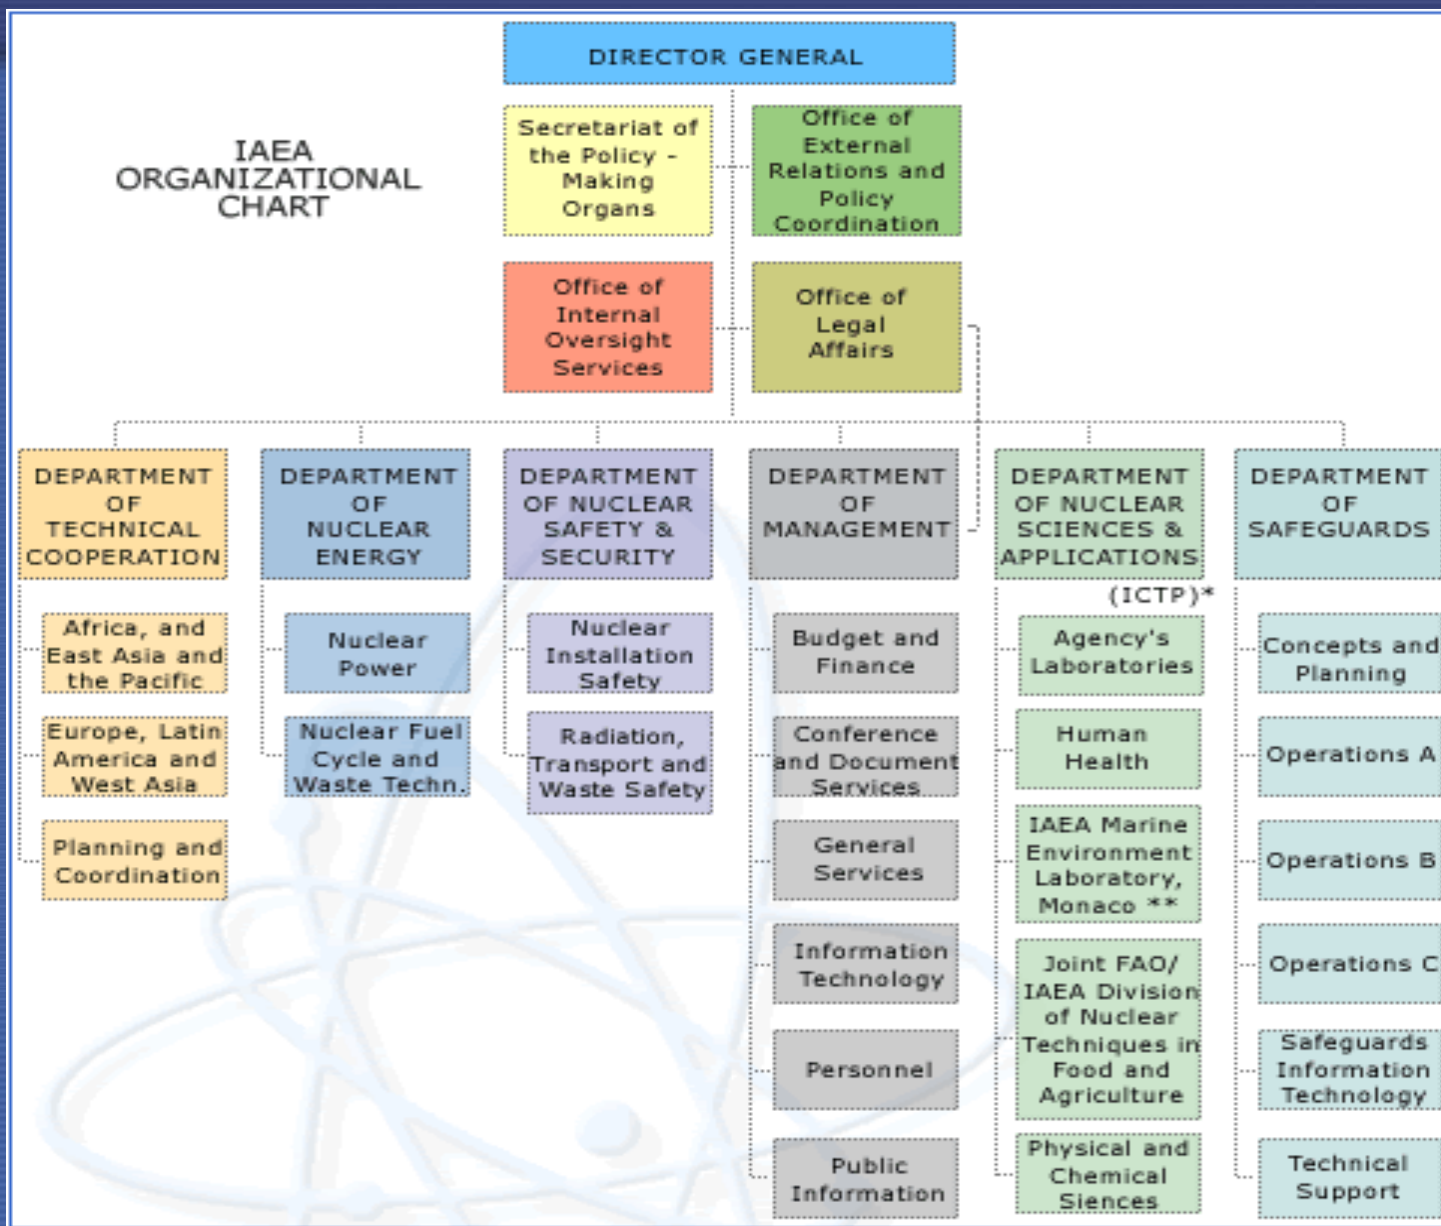 DIRECTOR GENERAL
IAEA
ORGANIZATIONAL
CHART
Secretariat of
the Policy -
Making
Organs
Office of
External
Relations and
Policy
Coordination
Office of
Internal
Oversight
Services
Office of
Legal
Affairs
DEPARTMENT
OF
TECHNICAL
COOPERATION
Africa, and
East Asia and
the Pacific
Europe, Latin
America and
West Asia
Planning and
Coordination
DEPARTMENT
OF
NUCLEAR
ENERGY
Nuclear
Power
Nuclear Fuel
Cycle and
Waste Techn.
DEPARTMENT
OF NUCLEAR
SAFETY &
SECURITY
Nuclear
Installation
Safety
Radiation,
Transport and
Waste Safety
DEPARTMENT
OF
MANAGEMENT
Budget and
Finance
Conference
and Document
Services
General
Services
Information
Technology
Personnel
Public
Information
DEPARTMENT
OF NUCLEAR
SCIENCES &
APPLICATIONS
(ICTP)*
Agency's
Laboratories
Human
Health
IAEA Marine
Environment
Laboratory,
Monaco **
Joint FAO/
IAEA Division
of Nuclear
Techniques in
Food and
Agriculture
Physical and
Chemical
Siences
DEPARTMENT
OF
SAFEGUARDS
Concepts and
Planning
Operations A
Operations B
Operations C
Safeguards
Information
Technology
Technical
Support